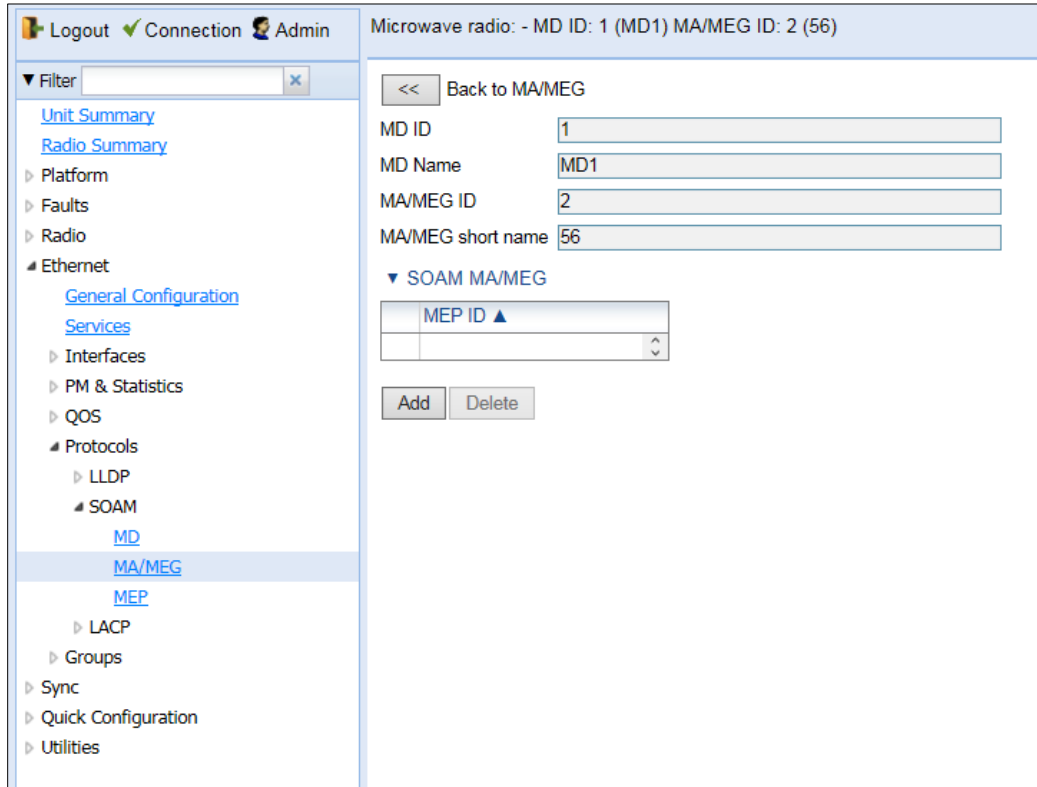 Logout Connection Admin
Microwave radio: - MD ID: 1 (MD1) MA/MEG ID: 2 (56)
▼ Filter
Unit Summary
Radio Summary
Platform
Faults
Radio
Ethernet
General Configuration
Services
Interfaces
PM & Statistics
QOS
Protocols
LLDP
SOAM
MD
MA/MEG
MEP
LACP
Groups
Sync
Quick Configuration
Utilities
<< Back to MA/MEG
MD ID 1
MD Name MD1
MA/MEG ID 2
MA/MEG short name 56
▼ SOAM MA/MEG
MEP ID ▲
Add Delete